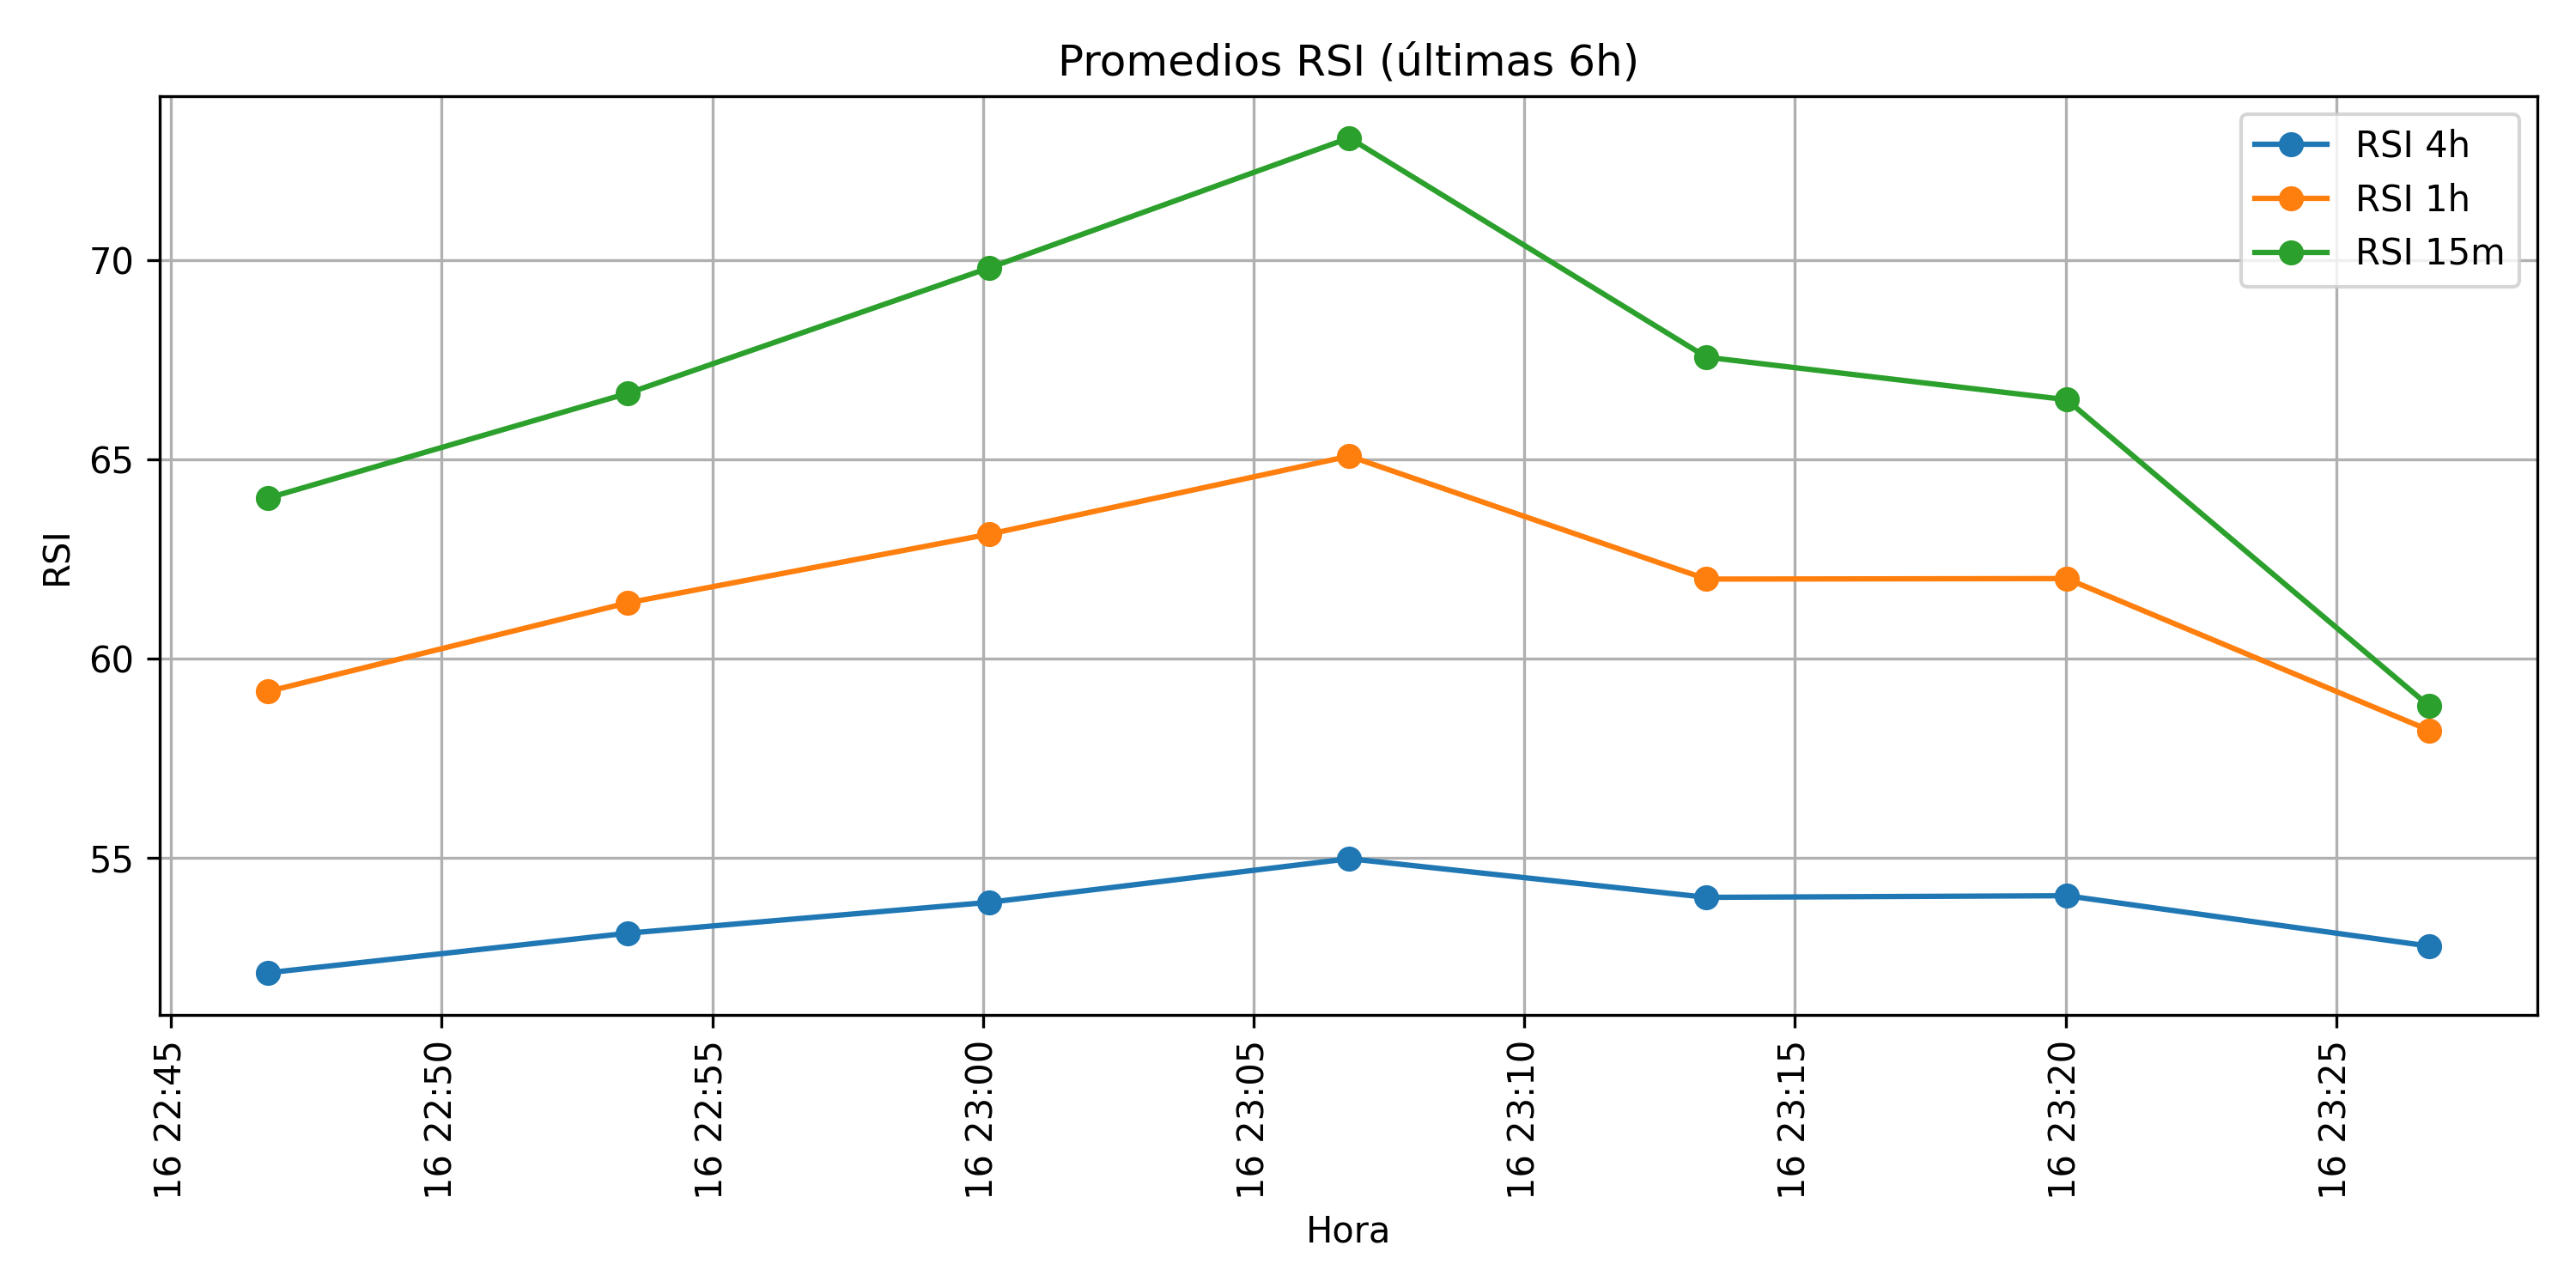 Promedios RSI (últimas 6h)
RSI 4h
RSI 1h
RSI 15m
RSI
70
65
60
55
16 22:45
16 22:50
16 22:55
16 23:00
16 23:05
16 23:10
16 23:15
16 23:20
16 23:25
Hora